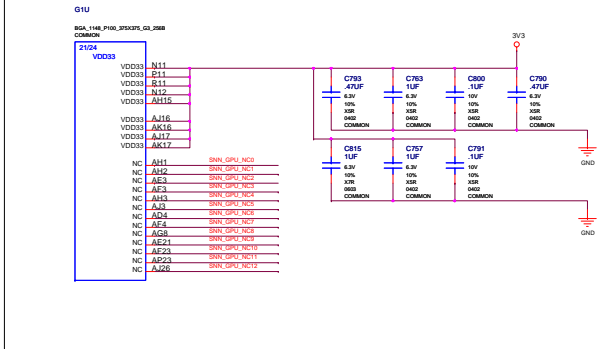 G1U
BGA_1148_P100_375X375_G3_256B
COMMON
21/24
VDD33
VDD33 N11
VDD33 P11
VDD33 R11
VDD33 N12
VDD33 AH15
VDD33 AJ16
VDD33 AK16
VDD33 AJ17
VDD33 AK17
NC AH1 SNN_GPU_NC0
NC AH2 SNN_GPU_NC1
NC AE3 SNN_GPU_NC2
NC AF3 SNN_GPU_NC3
NC AH3 SNN_GPU_NC4
NC AJ3 SNN_GPU_NC5
NC AD4 SNN_GPU_NC6
NC AF4 SNN_GPU_NC7
NC AG8 SNN_GPU_NC8
NC AE21 SNN_GPU_NC9
NC AE23 SNN_GPU_NC10
NC AP23 SNN_GPU_NC11
NC AJ26 SNN_GPU_NC12
3V3
C793
.47UF
6.3V
10%
X5R
0402
COMMON
C763
1UF
6.3V
10%
X5R
0402
COMMON
C800
.1UF
10V
10%
X5R
0402
COMMON
C790
.47UF
6.3V
10%
X5R
0402
COMMON
GND
C815
1UF
6.3V
10%
X7R
0603
COMMON
C757
1UF
6.3V
10%
X5R
0402
COMMON
C791
.1UF
10V
10%
X5R
0402
COMMON
GND